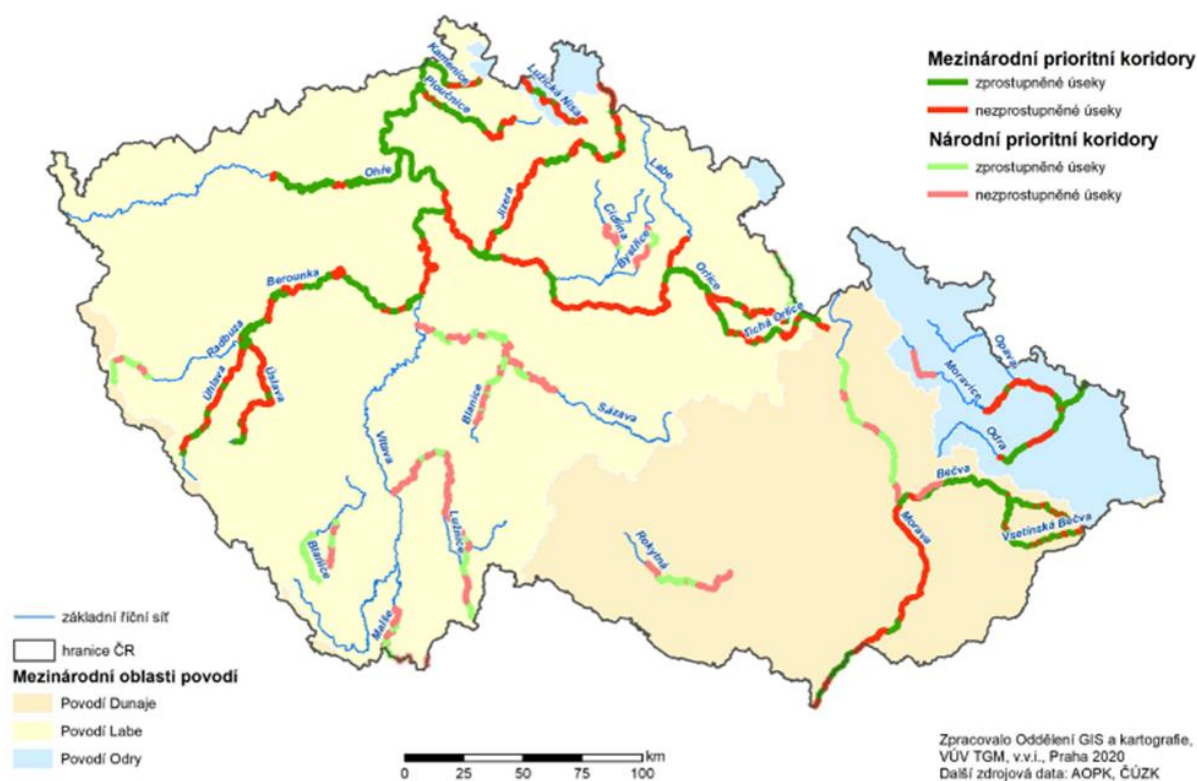 Mezinárodní prioritní koridory
zprostupněné úseky
nezprostupněné úseky
Národní prioritní koridory
zprostupněné úseky
nezprostupněné úseky
Kamenice
Ploučnice
Lužická Nisa
Ohře
Jizera
Labe
Cidlina
Bystřice
Orlice
Tichá Orlice
Berounka
Radbuza
Úhlava
Úslava
Vltava
Blanice
Sázava
Lužnice
Blanice
Malše
Rokytná
Morava
Bečva
Vsetínská Bečva
Odra
Moravice
Opava
základní říční síť
hranice ČR
Mezinárodní oblasti povodí
Povodí Dunaje
Povodí Labe
Povodí Odry
km
0 25 50 75 100
Zpracovalo Oddělení GIS a kartografie,
VÚV TGM, v.v.i., Praha 2020
Další zdrojová data: AOPK, ČÚZK